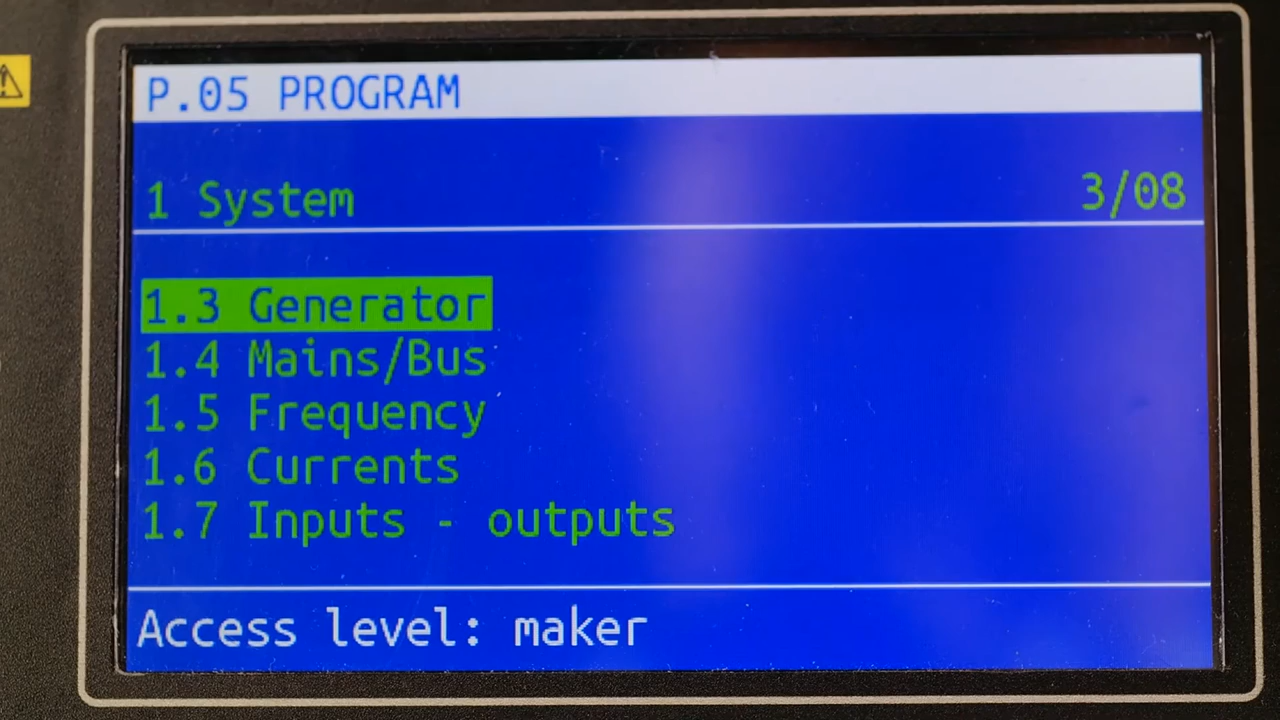 P.05 PROGRAM
1 System 3/08
1.3 Generator
1.4 Mains/Bus
1.5 Frequency
1.6 Currents
1.7 Inputs - outputs
Access level: maker